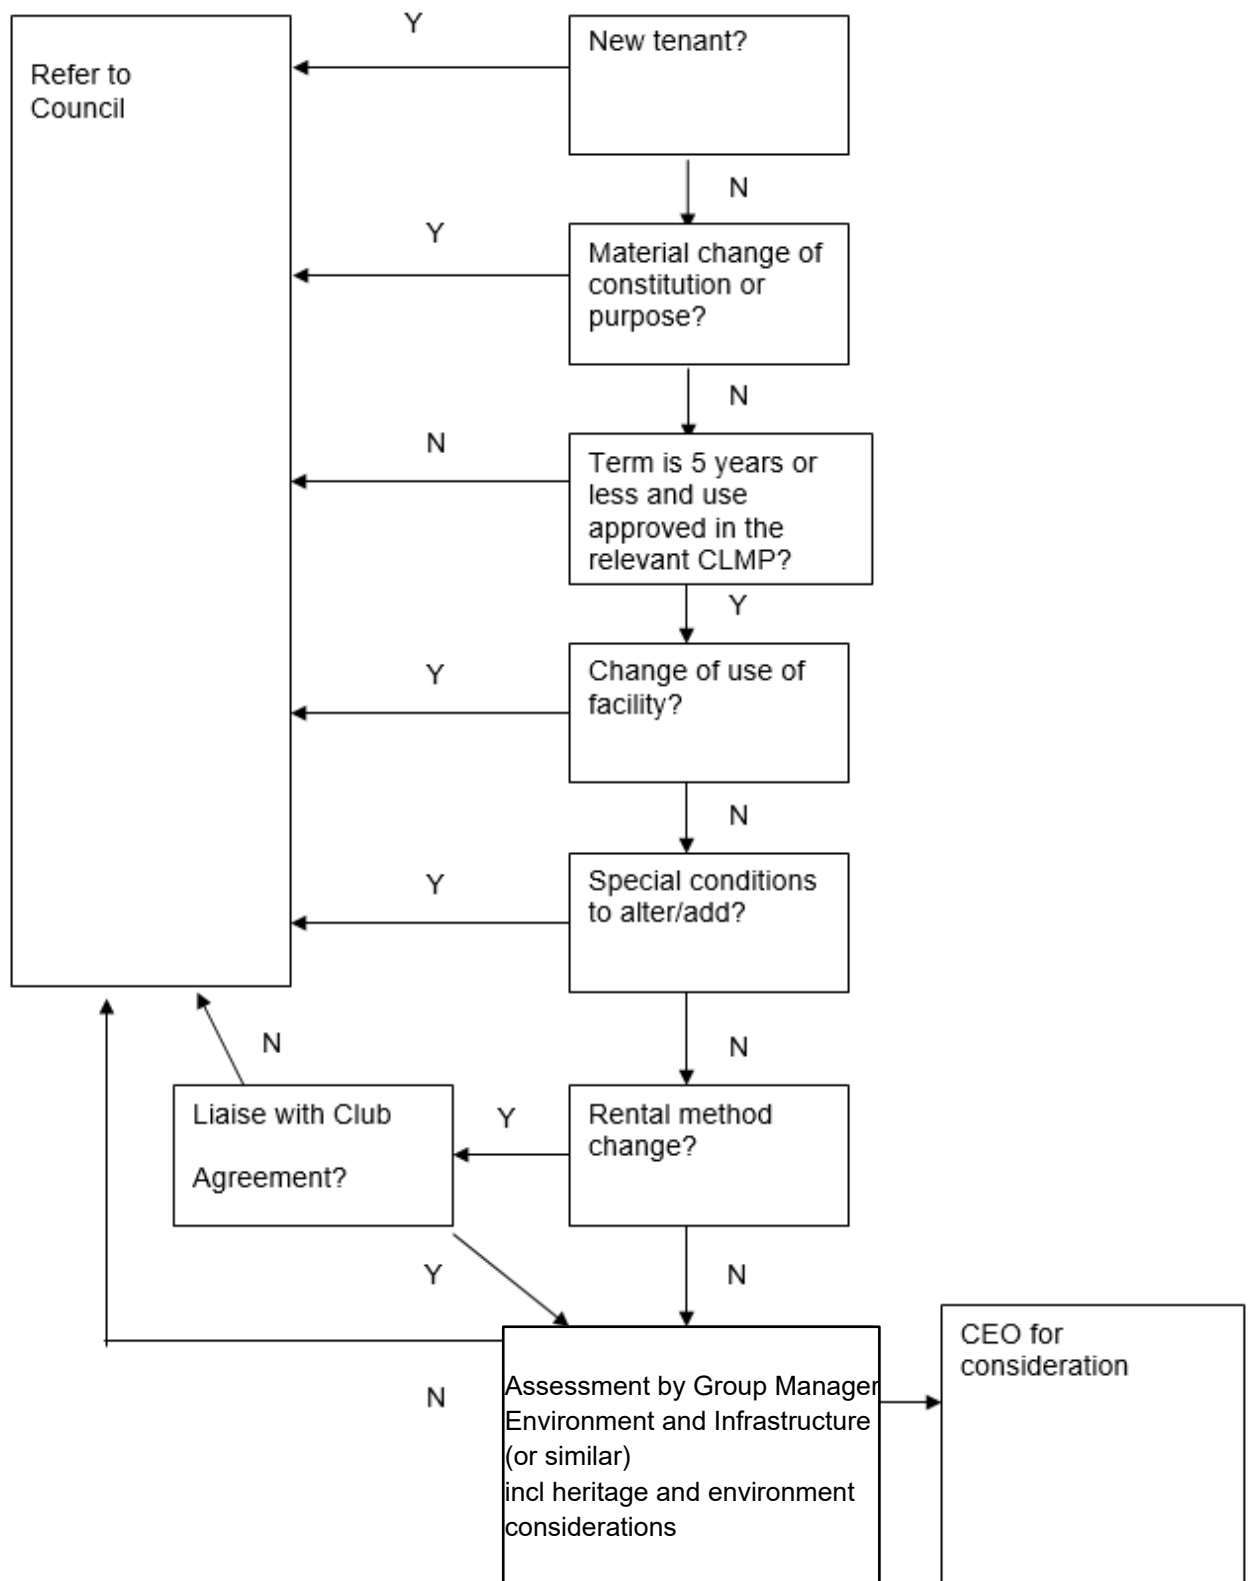 Y
New tenant?
Refer to
Council
N
Y
Material change of
constitution or
purpose?
N
N
Term is 5 years or
less and use
approved in the
relevant CLMP?
Y
Y
Change of use of
facility?
N
Y
Special conditions
to alter/add?
N
N
Liaise with Club
Agreement?
Y
Rental method
change?
Y
N
N
Assessment by Group Manager
Environment and Infrastructure
(or similar)
incl heritage and environment
considerations
CEO for
consideration